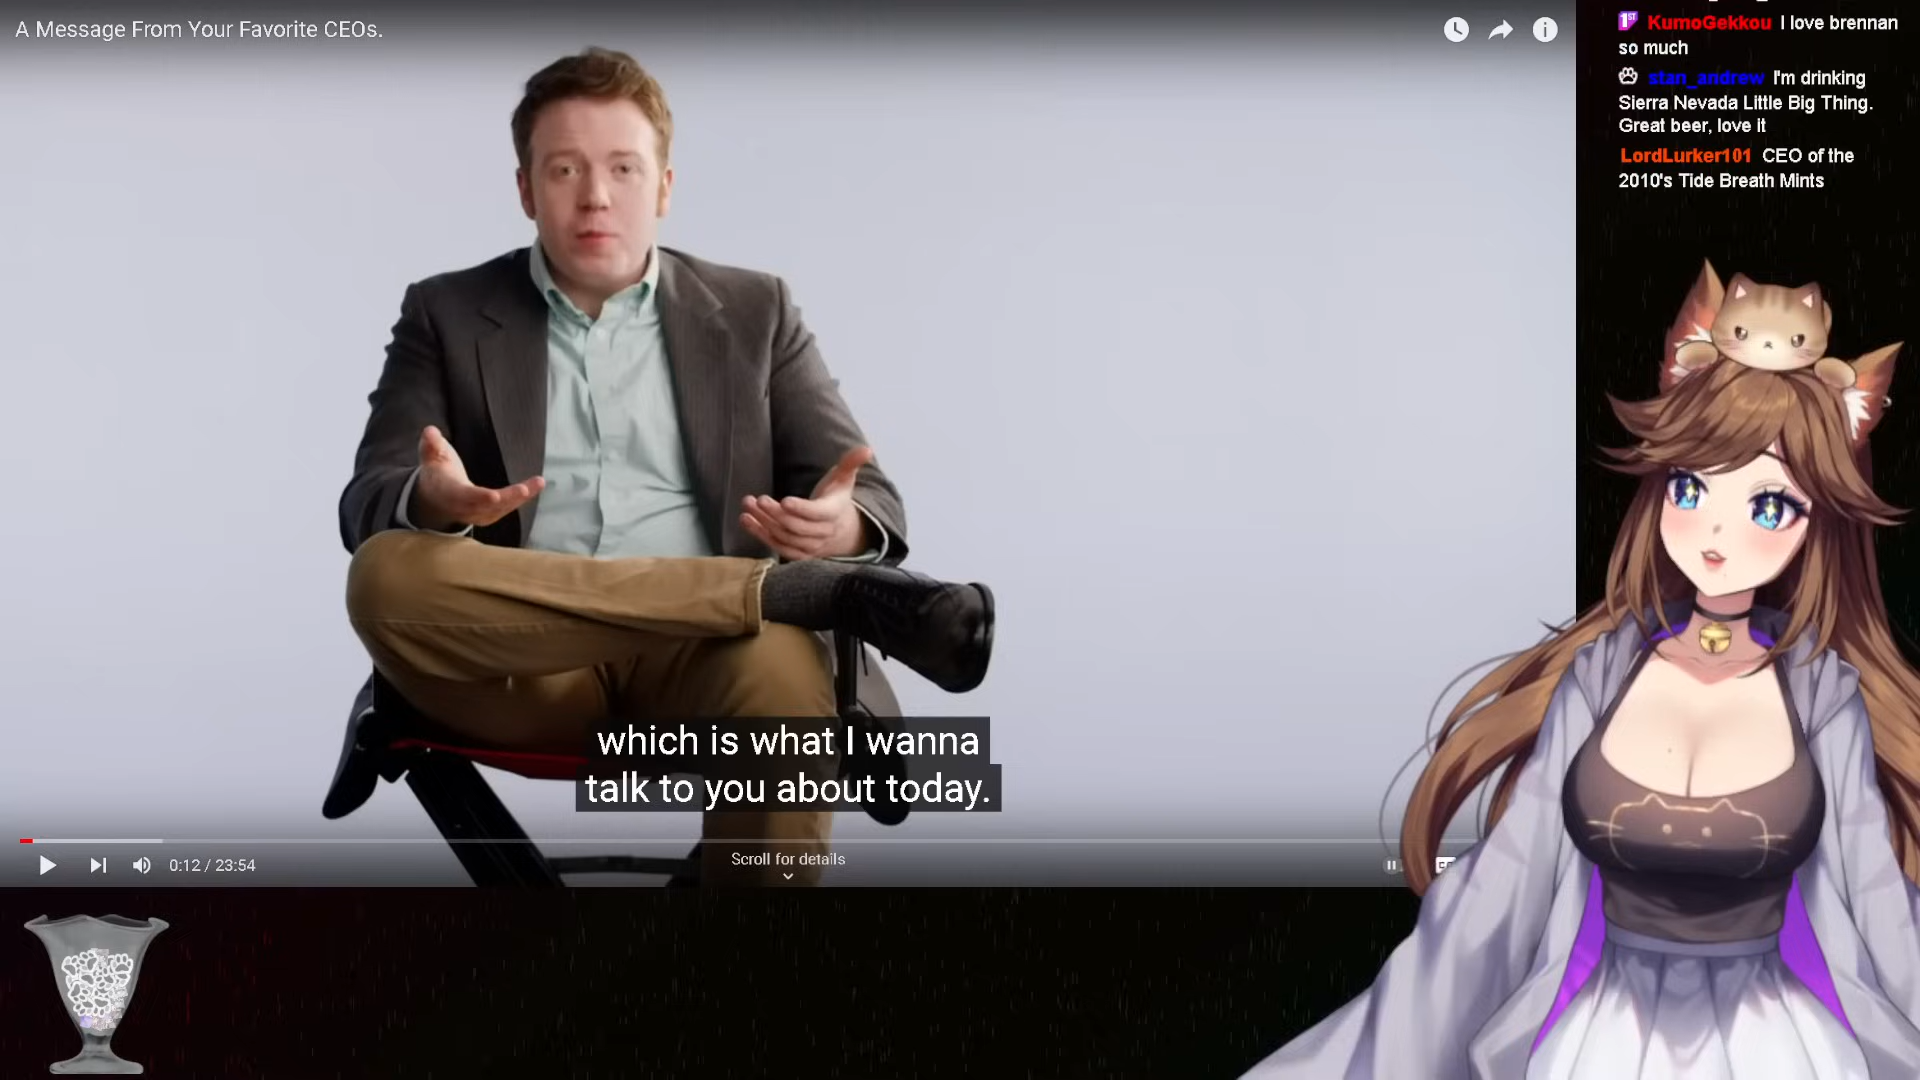 A Message From Your Favorite CEOs.
1ST KumoGekkou I love brennan
so much
stan_andrew I'm drinking
Sierra Nevada Little Big Thing.
Great beer, love it
LordLurker101 CEO of the
2010's Tide Breath Mints
which is what I wanna
talk to you about today.
0:12 / 23:54
Scroll for details